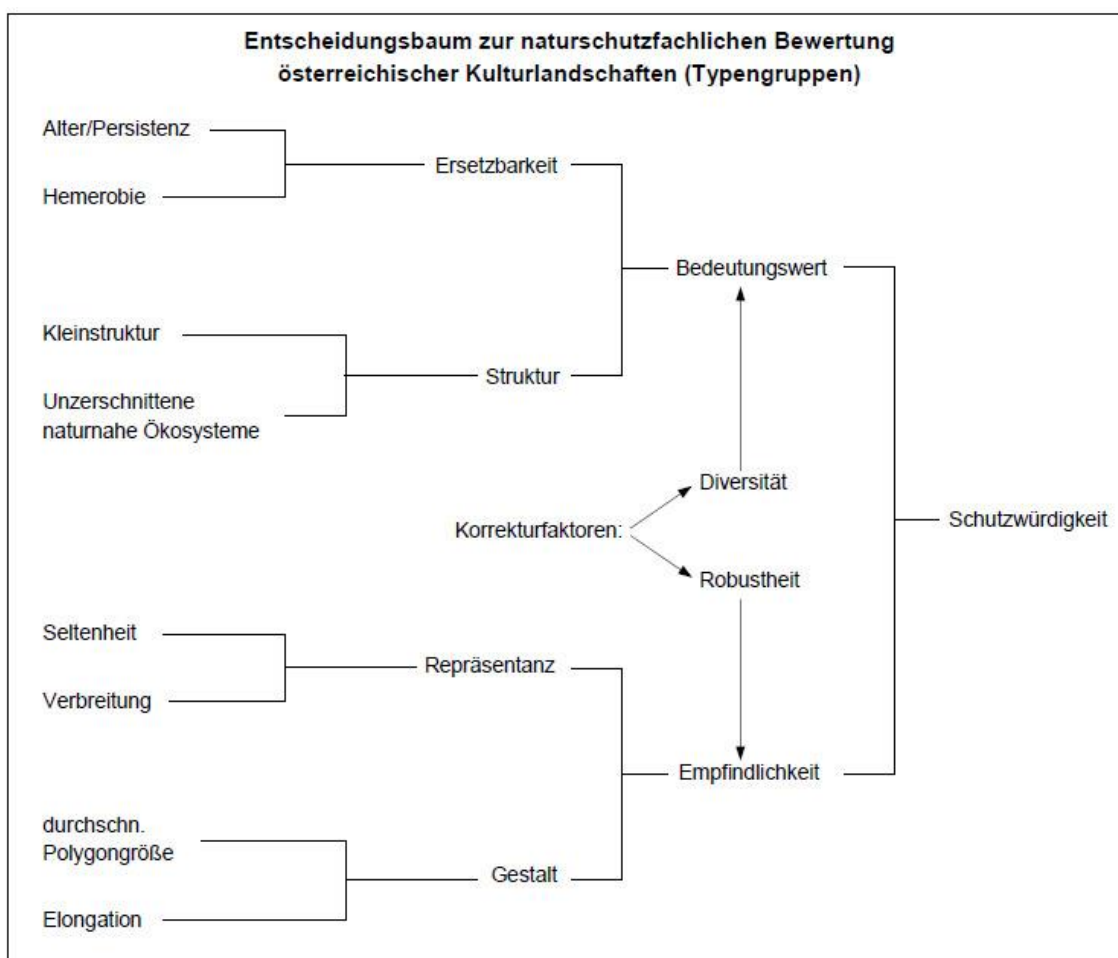 Entscheidungsbaum zur naturschutzfachlichen Bewertung
österreichischer Kulturlandschaften (Typengruppen)
Alter/Persistenz
Ersetzbarkeit
Hemerobie
Bedeutungswert
Kleinstruktur
Struktur
Unzerschnittene
naturnahe Ökosysteme
Diversität
Korrekturfaktoren:
Schutzwürdigkeit
Robustheit
Seltenheit
Repräsentanz
Verbreitung
Empfindlichkeit
durchschn.
Polygongröße
Gestalt
Elongation